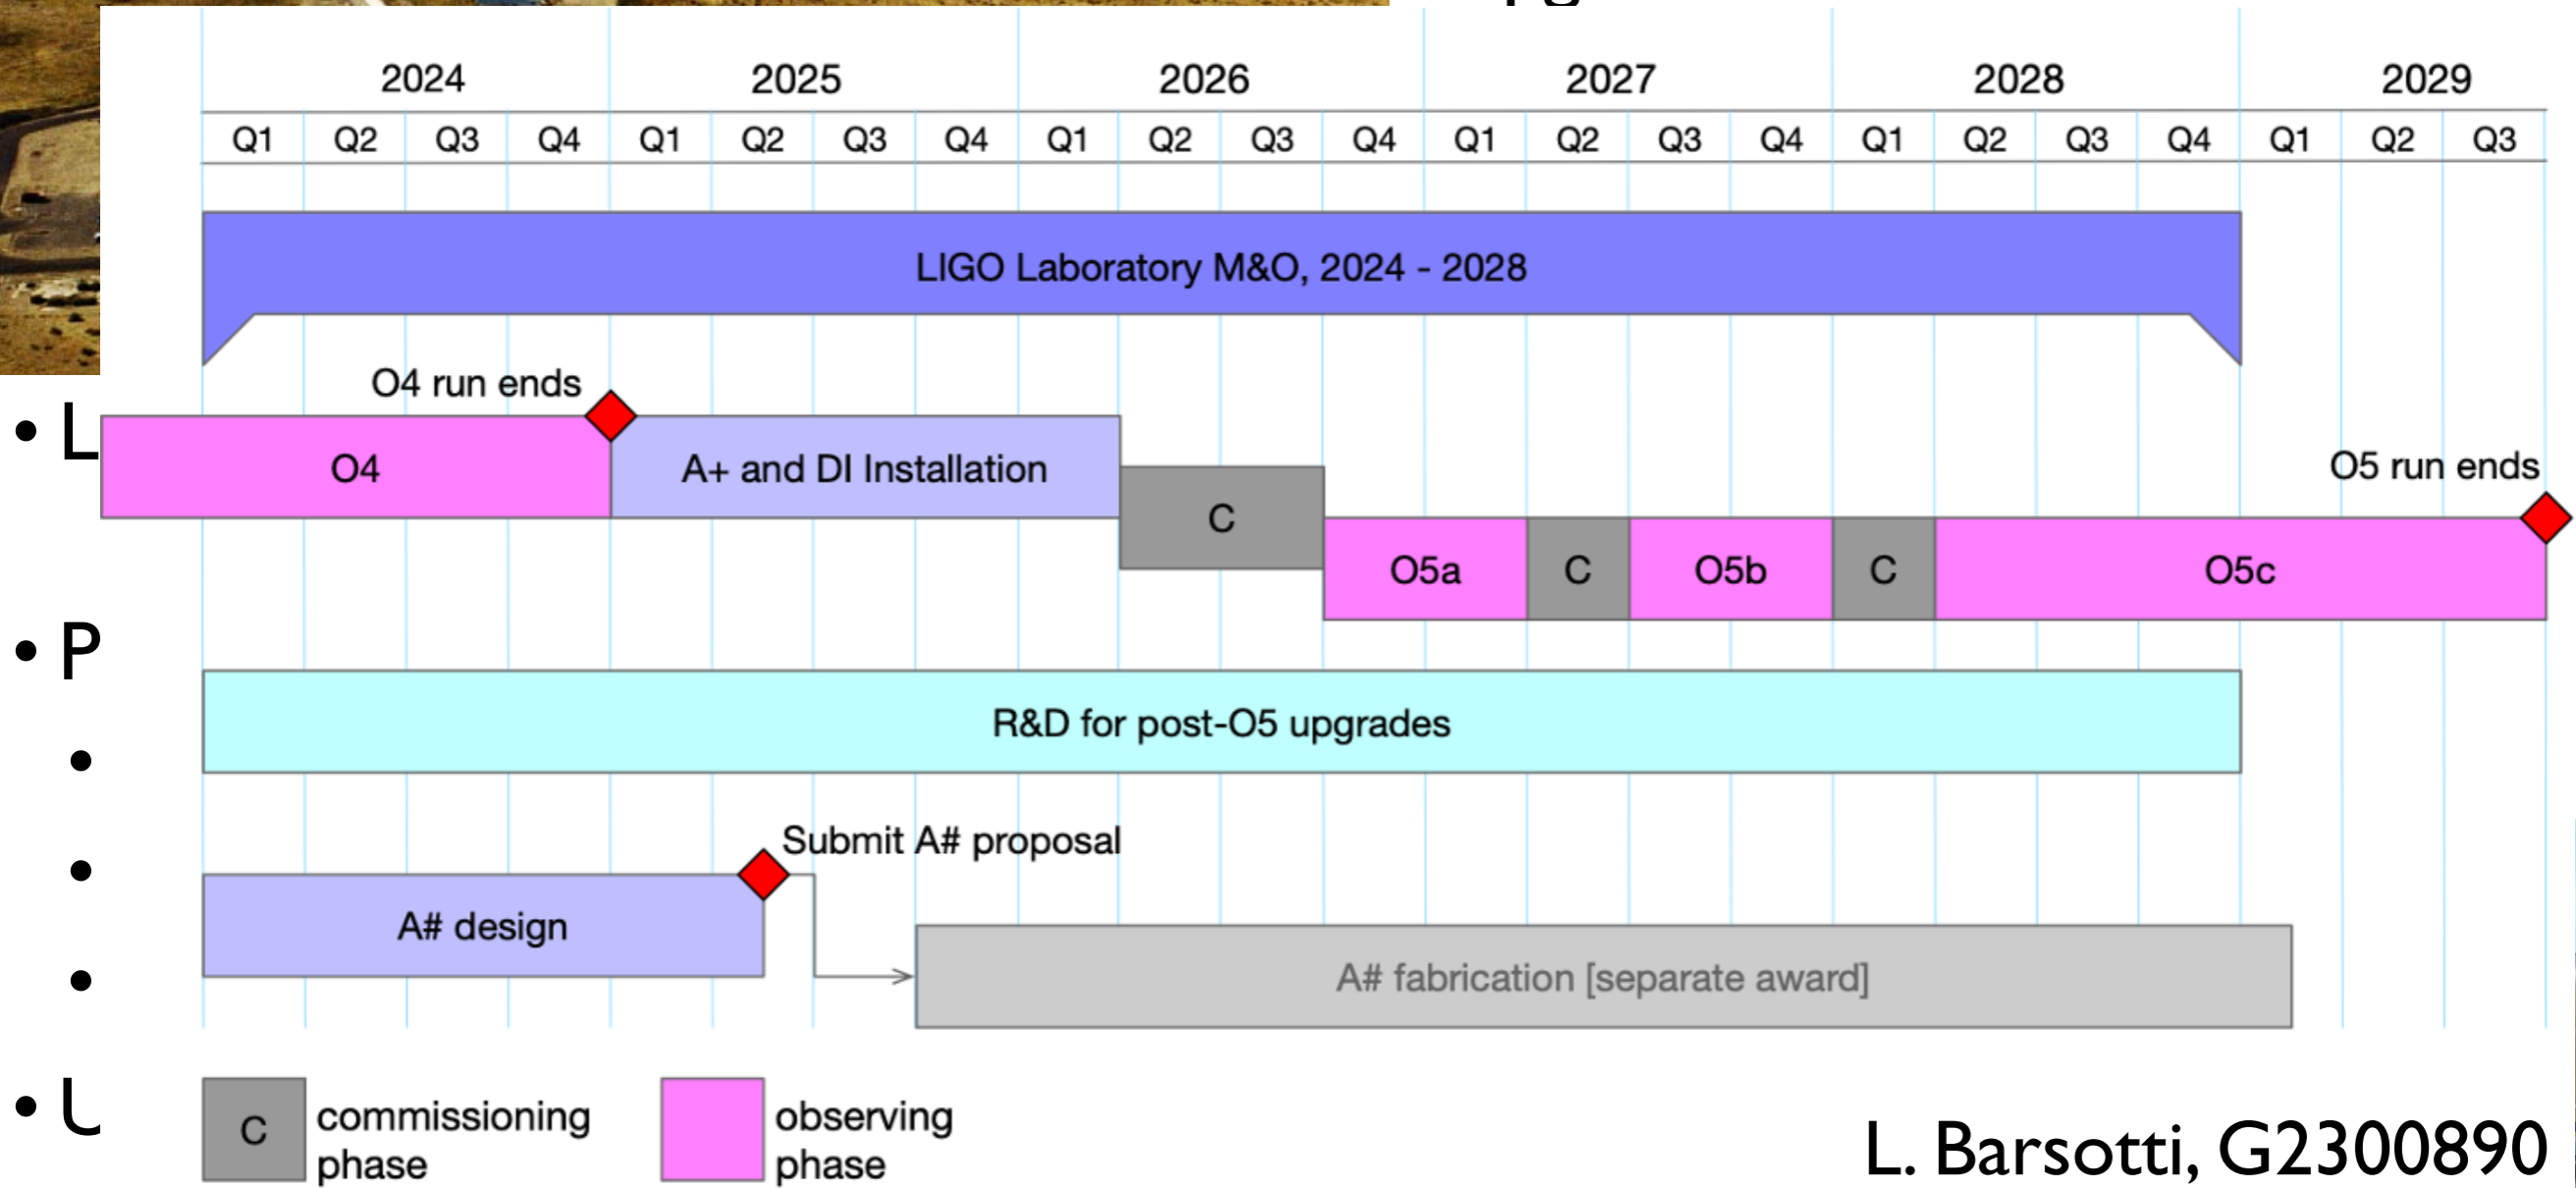 2024 2025 2026 2027 2028 2029
Q1 Q2 Q3 Q4 Q1 Q2 Q3 Q4 Q1 Q2 Q3 Q4 Q1 Q2 Q3 Q4 Q1 Q2 Q3 Q4 Q1 Q2 Q3
LIGO Laboratory M&O, 2024 - 2028
O4 run ends
• L
O4
A+ and DI Installation
C
O5 run ends
O5a
C
O5b
C
O5c
• P
R&D for post-O5 upgrades
•
Submit A# proposal
•
A# design
•
A# fabrication [separate award]
• U
C
commissioning
phase
observing
phase
L. Barsotti, G2300890